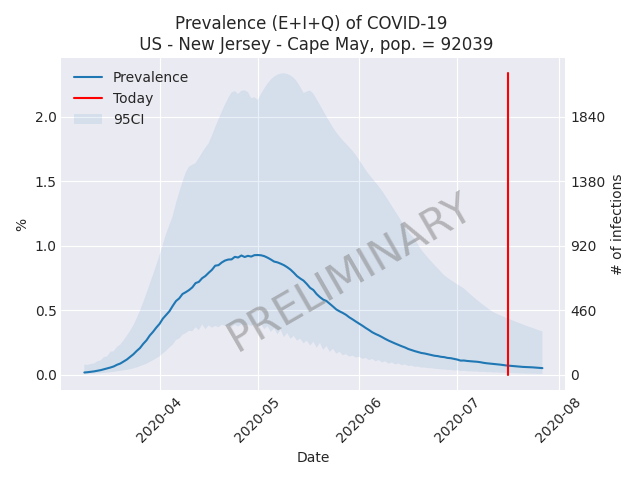 Prevalence (E+I+Q) of COVID-19
US - New Jersey - Cape May, pop. = 92039
Prevalence
Today
95CI
PRELIMINARY
%
2.0
1.5
1.0
0.5
0.0
1840
1380
920
460
0
# of infections
2020-04
2020-05
2020-06
2020-07
2020-08
Date